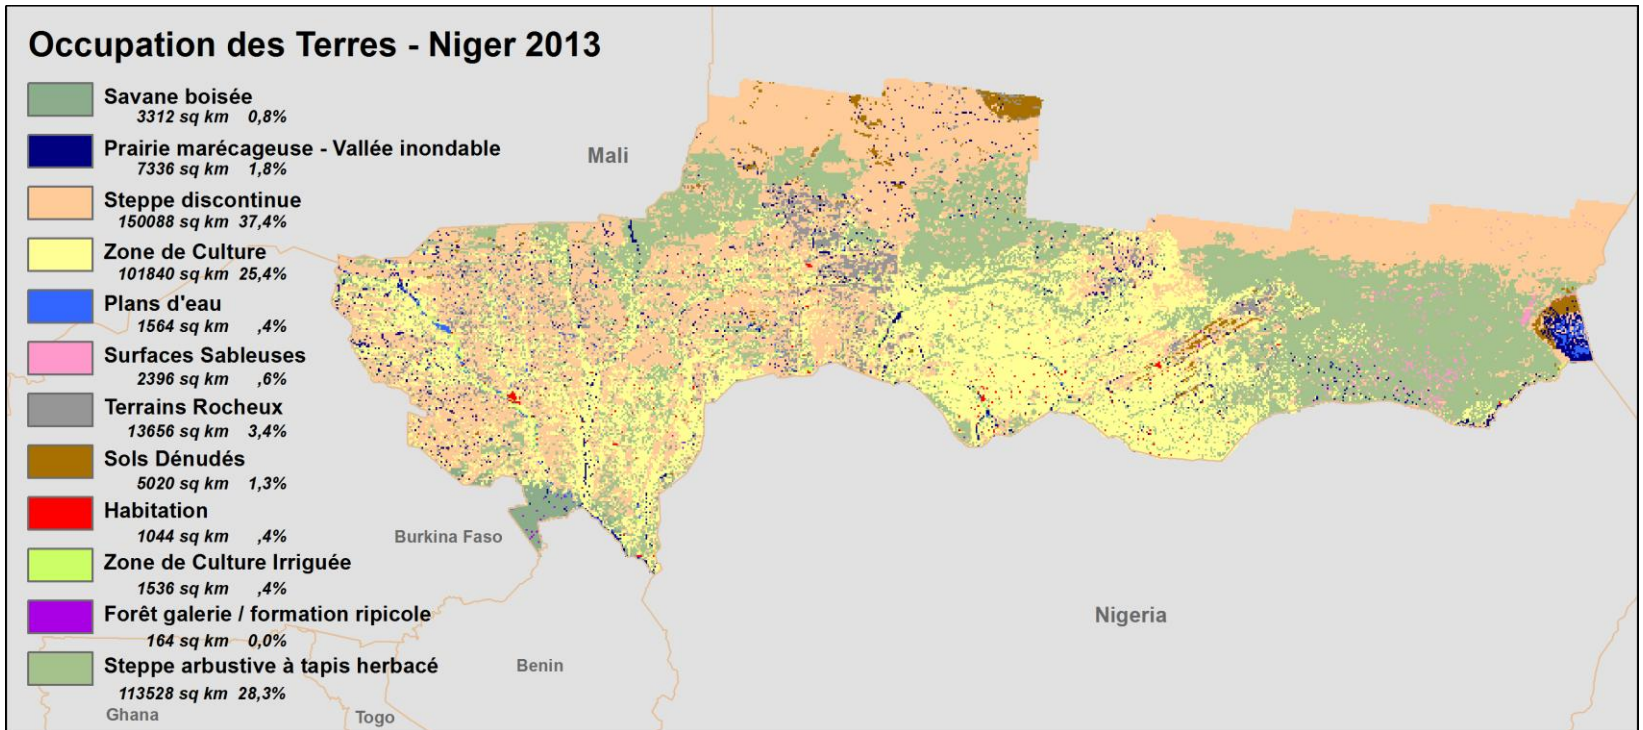 Occupation des Terres - Niger 2013
Savane boisée
3312 sq km 0,8%
Prairie marécageuse - Vallée inondable
7336 sq km 1,8%
Steppe discontinue
150088 sq km 37,4%
Zone de Culture
101840 sq km 25,4%
Plans d'eau
1564 sq km ,4%
Surfaces Sableuses
2396 sq km ,6%
Terrains Rocheux
13656 sq km 3,4%
Sols Dénudés
5020 sq km 1,3%
Habitation
1044 sq km ,4%
Zone de Culture Irriguée
1536 sq km ,4%
Forêt galerie / formation ripicole
164 sq km 0,0%
Steppe arbustive à tapis herbacé
113528 sq km 28,3%
Mali
Burkina Faso
Nigeria
Benin
Ghana
Togo